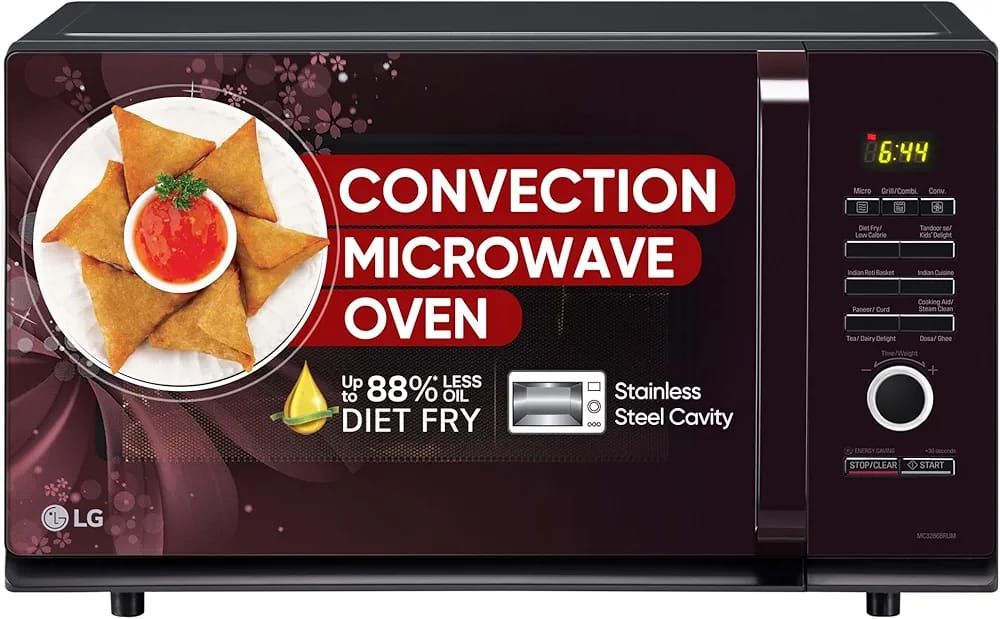 CONVECTION
MICROWAVE
OVEN
Up to 88%* LESS OIL
DIET FRY
Stainless
Steel Cavity
LG
6:44
Micro Grill/Combi. Conv.
Diet Fry/
Low Calorie
Tandoor se/
Kids' Delight
Indian Roti Basket
Indian Cuisine
Paneer/ Curd
Cooking Aid/
Steam Clean
Tea/ Dairy Delight
Dosa/ Ghee
Time/Weight
− +
ENERGY SAVING
+30 seconds
STOP/CLEAR
START
MC3286BRUM